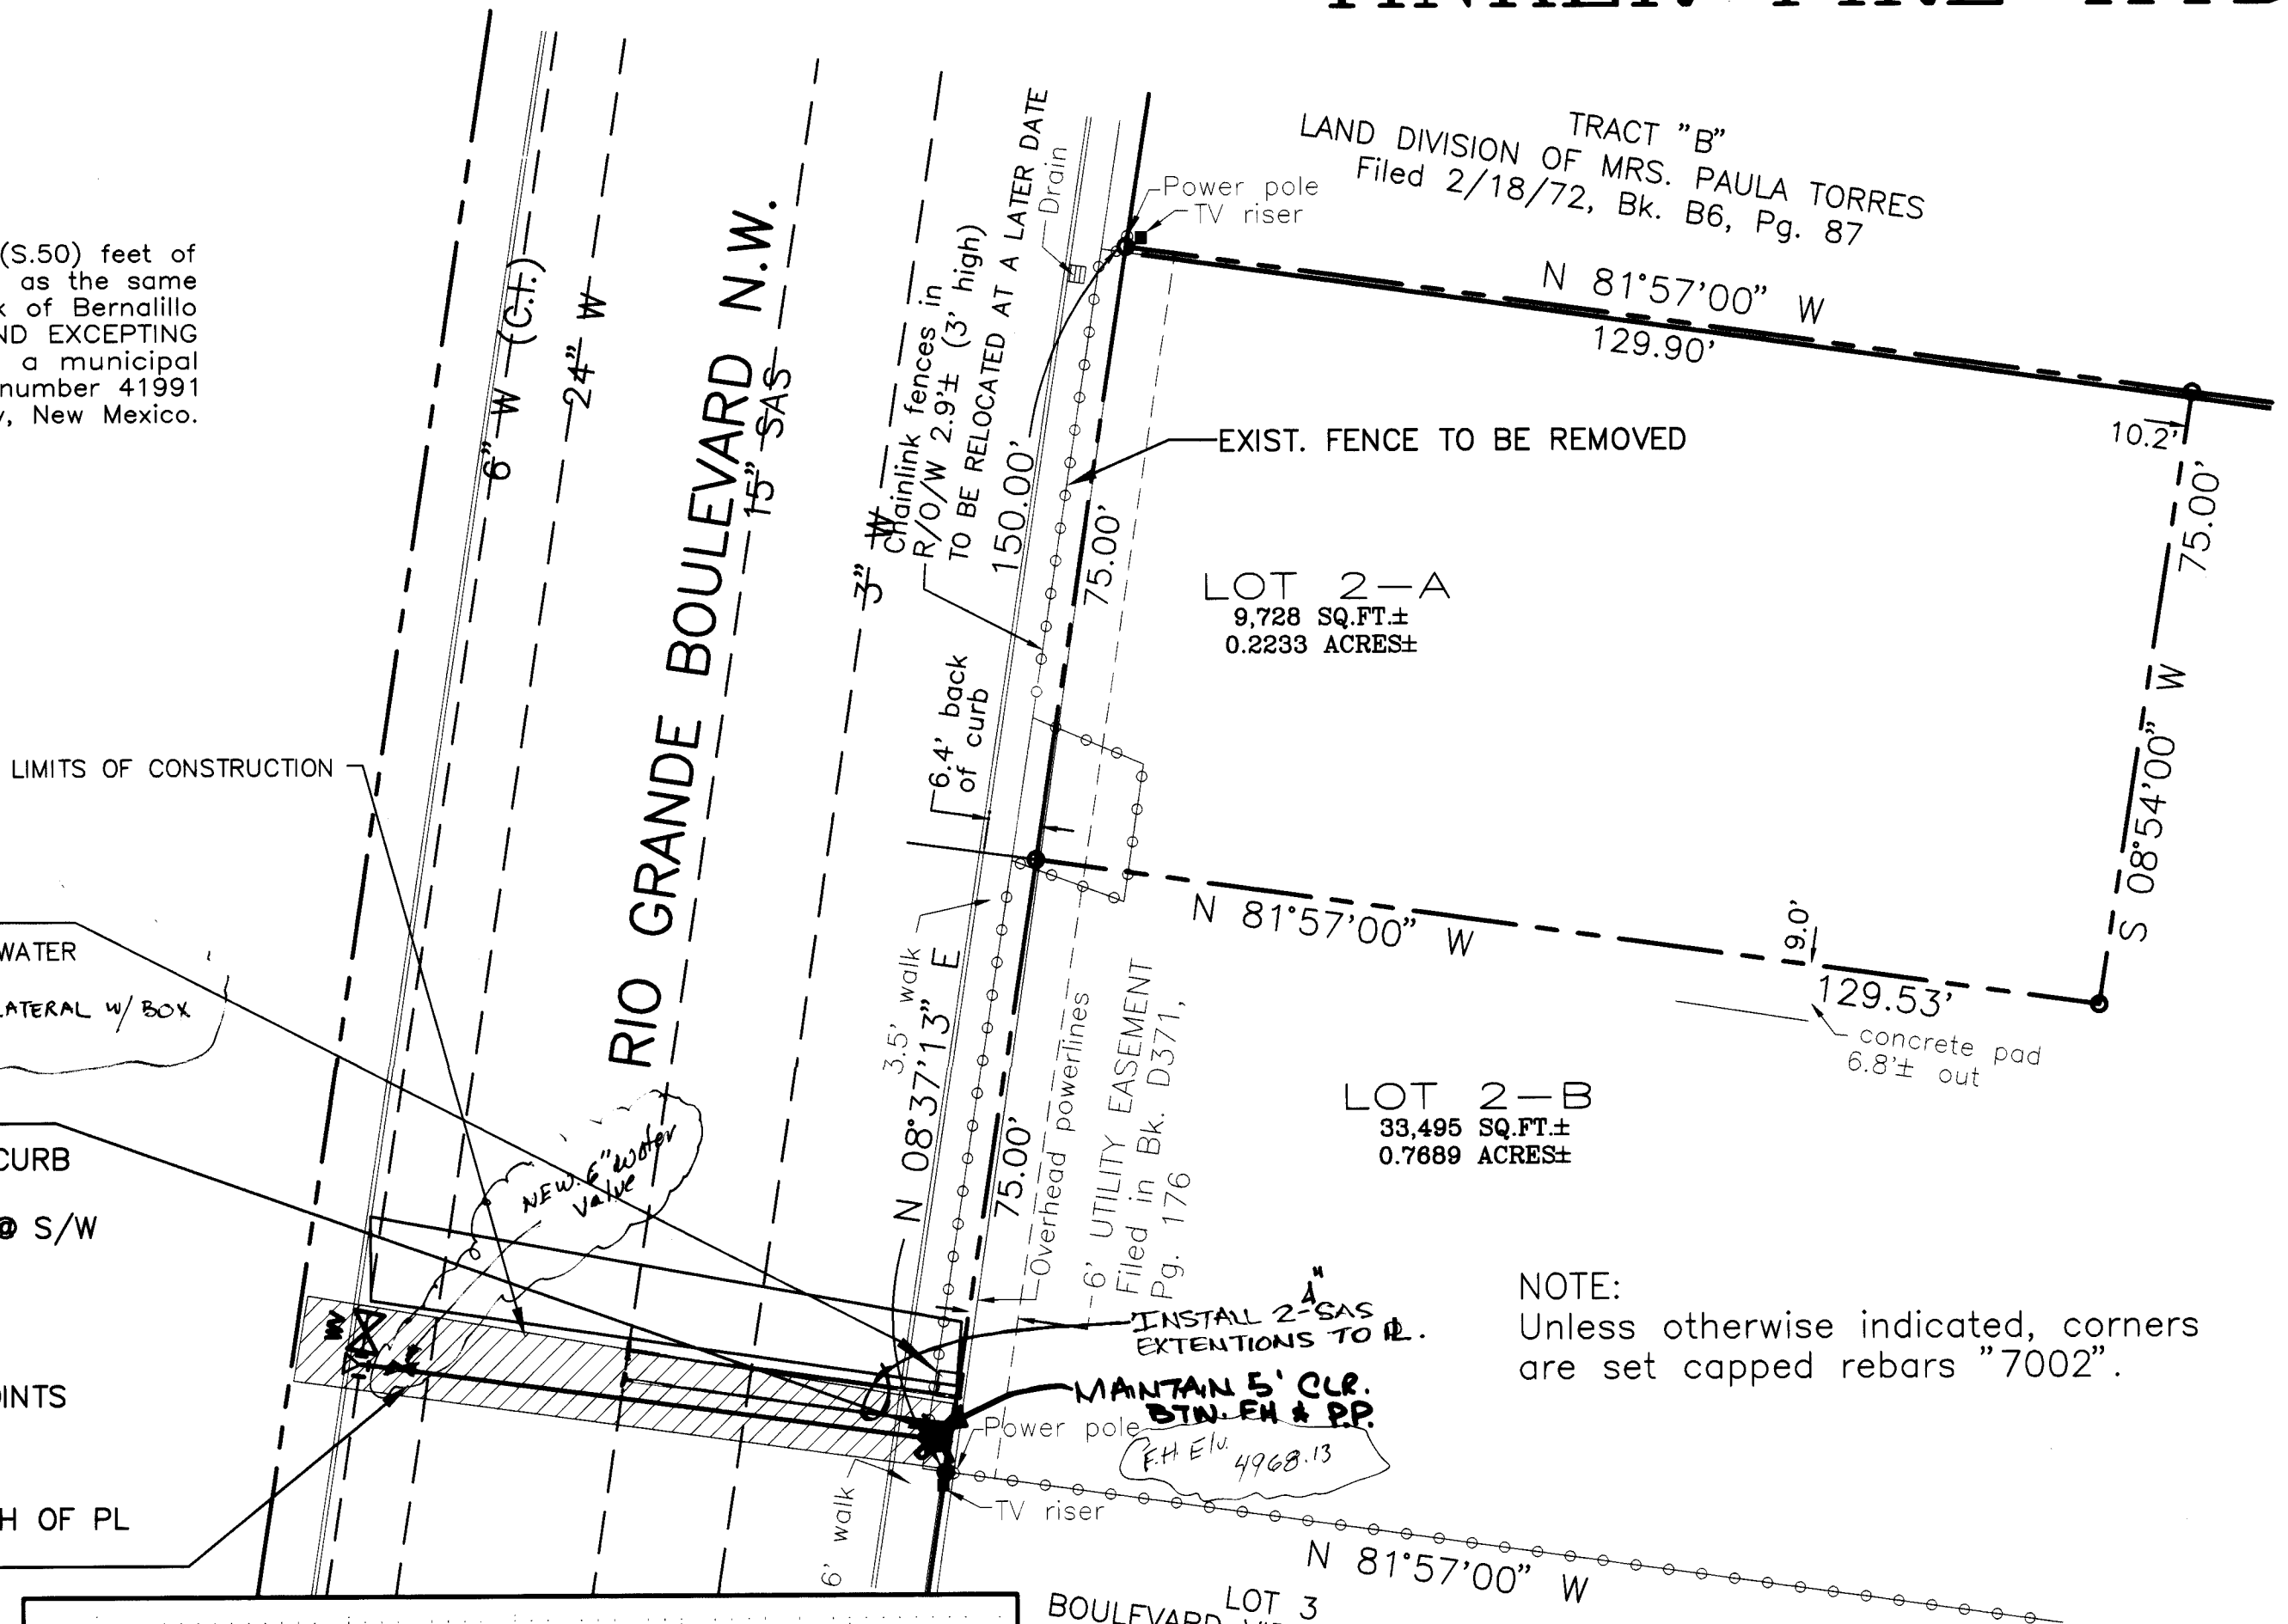 TRACT "B"
LAND DIVISION OF MRS. PAULA TORRES
Filed 2/18/72, Bk. B6, Pg. 87
(S.50) feet of
as the same
of Bernalillo
EXCEPTING
a municipal
number 41991
New Mexico.
6" W (C.I.)
24" W
RIO GRANDE BOULEVARD N.W.
15" SAS
3" W
Chainlink fences in
R/O/W 2.9'± (3' high)
TO BE RELOCATED AT A LATER DATE
150.00'
Drain
Power pole
TV riser
N 81°57'00" W
129.90'
10.2'
75.00'
S 08°54'00" W
EXIST. FENCE TO BE REMOVED
75.00'
LOT 2-A
9,728 SQ.FT.±
0.2233 ACRES±
6.4' back
of curb
LIMITS OF CONSTRUCTION
N 81°57'00" W
9.0'
129.53'
concrete pad
6.8'± out
WATER
LATERAL W/ BOX
CURB
@ S/W
OF PL
3.5' walk
N 08°37'13" E
75.00'
Overhead powerlines
6' UTILITY EASEMENT
Filed in Bk. D371,
Pg. 176
LOT 2-B
33,495 SQ.FT.±
0.7689 ACRES±
NEW 6" water
valve
WV
INSTALL 2-4" SAS
EXTENTIONS TO PL.
MAINTAIN 5' CLR.
BTN. FH & P.P.
Power pole
F.H Elv. 4968.13
TV riser
6' walk
NOTE:
Unless otherwise indicated, corners
are set capped rebars "7002".
N 81°57'00" W
LOT 3
BOULEVARD